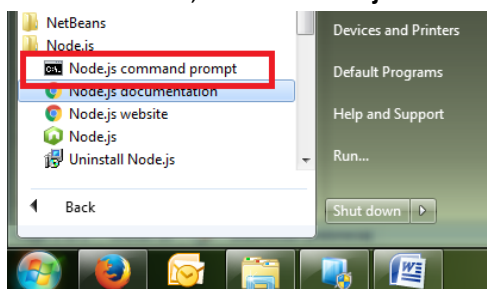 NetBeans
Node.js
Node.js command prompt
Node.js documentation
Node.js website
Node.js
Uninstall Node.js
Back
Devices and Printers
Default Programs
Help and Support
Run...
Shut down